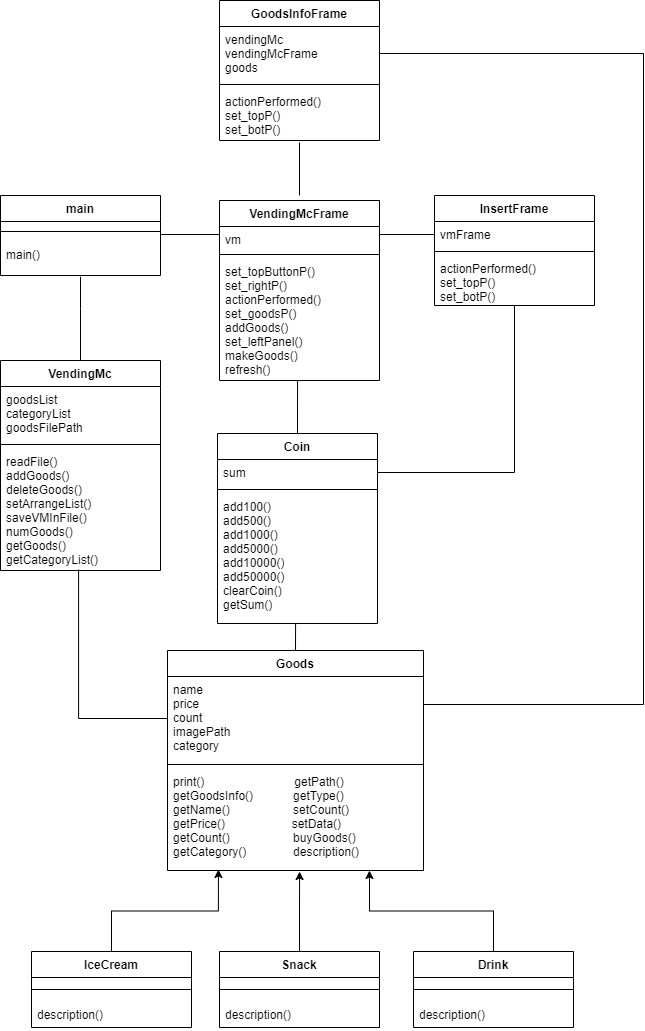 GoodsInfoFrame
vendingMc
vendingMcFrame
goods
actionPerformed()
set_topP()
set_botP()
main
main()
VendingMcFrame
vm
set_topButtonP()
set_rightP()
actionPerformed()
set_goodsP()
addGoods()
set_leftPanel()
makeGoods()
refresh()
InsertFrame
vmFrame
actionPerformed()
set_topP()
set_botP()
VendingMc
goodsList
categoryList
goodsFilePath
readFile()
addGoods()
deleteGoods()
setArrangeList()
saveVMInFile()
numGoods()
getGoods()
getCategoryList()
Coin
sum
add100()
add500()
add1000()
add5000()
add10000()
add50000()
clearCoin()
getSum()
Goods
name
price
count
imagePath
category
print() getPath()
getGoodsInfo() getType()
getName() setCount()
getPrice() setData()
getCount() buyGoods()
getCategory() description()
IceCream
description()
Snack
description()
Drink
description()